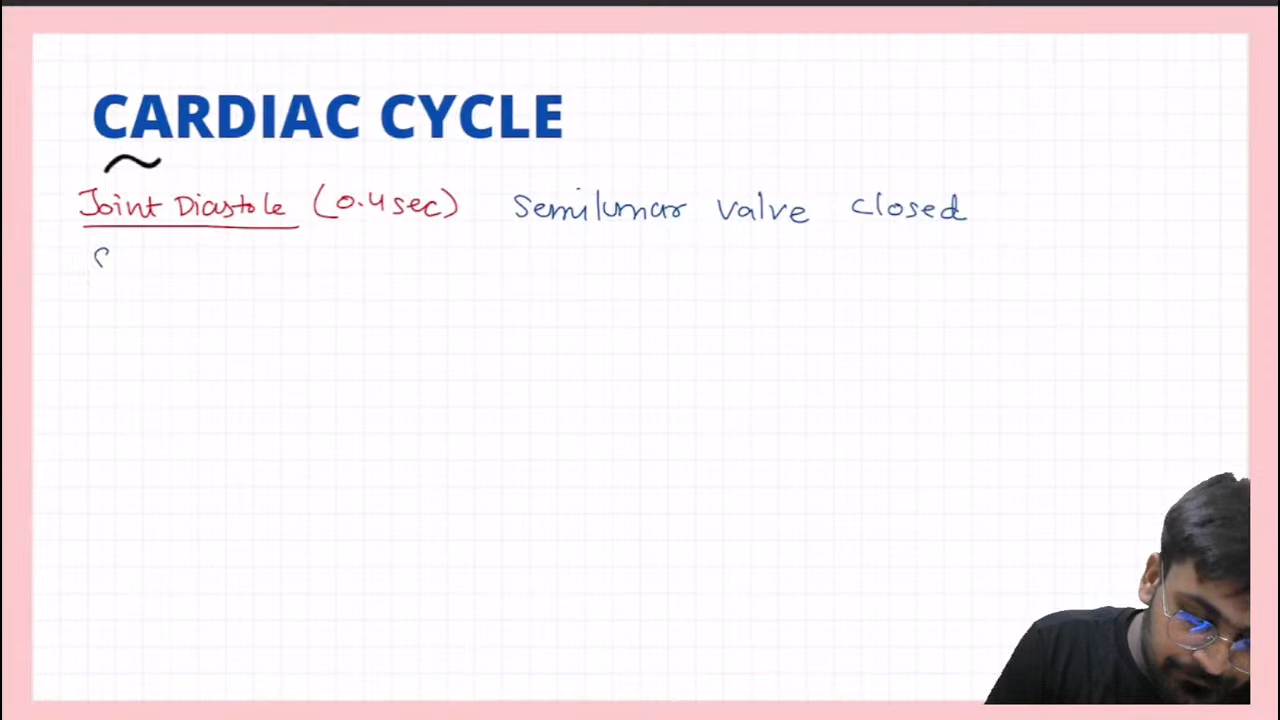 CARDIAC CYCLE
Joint Diastole (0.4sec) Semilunar valve closed